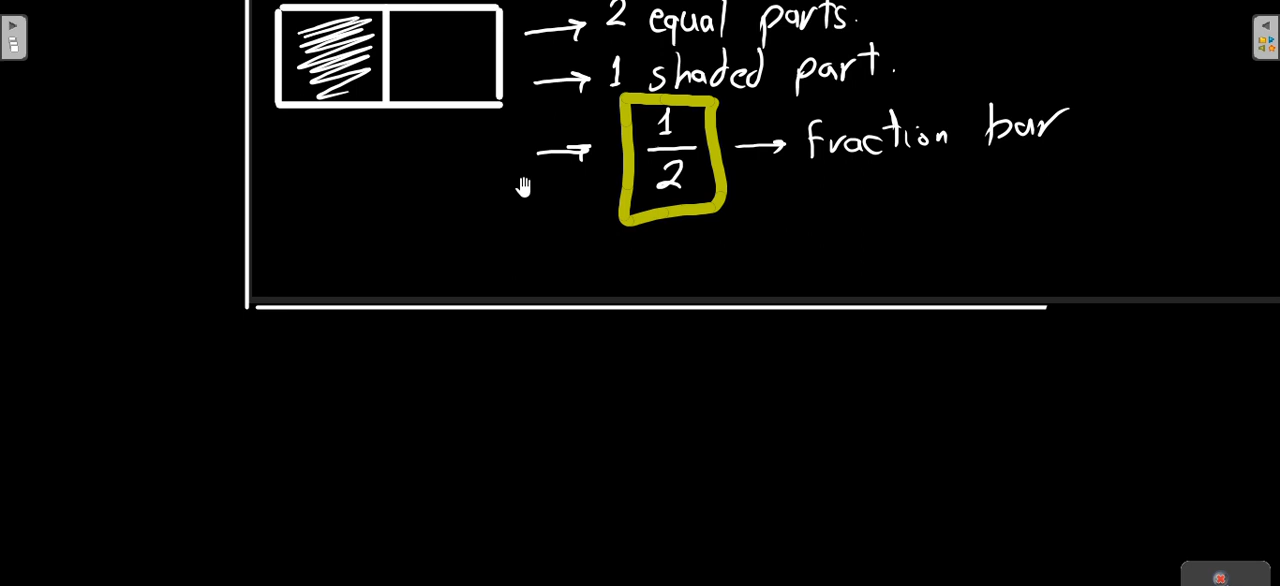 → 2 equal parts.
→ 1 shaded part.
→ 1/2 → fraction bar